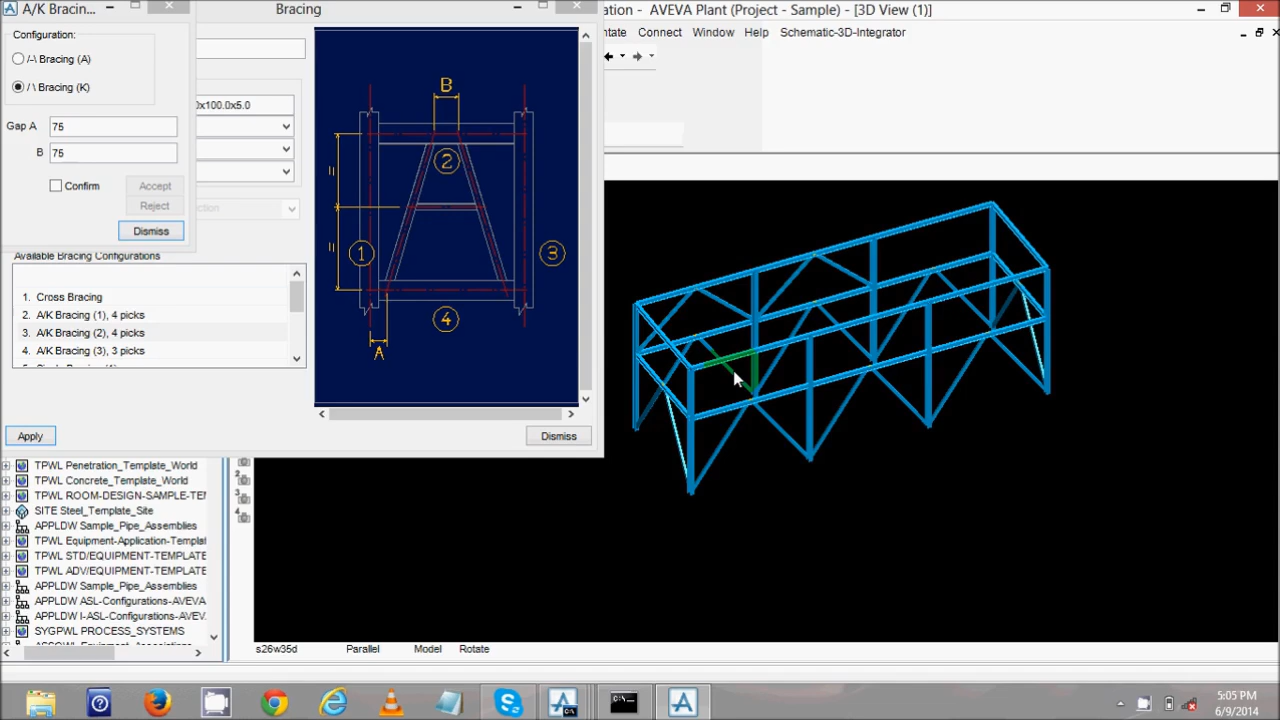 A/K Bracin...
Bracing
ation - AVEVA Plant (Project - Sample) - [3D View (1)]
ntate Connect Window Help Schematic-3D-Integrator
Configuration:
/-\ Bracing (A)
/ \ Bracing (K)
0x100.0x5.0
Gap A 75
B 75
Confirm
Accept
Reject
Dismiss
ction
B
2
1
3
4
A
=
=
Available Bracing Configurations
1. Cross Bracing
2. A/K Bracing (1), 4 picks
3. A/K Bracing (2), 4 picks
4. A/K Bracing (3), 3 picks
Apply
Dismiss
TPWL Penetration_Template_World
TPWL Concrete_Template_World
TPWL ROOM-DESIGN-SAMPLE-TE
SITE Steel_Template_Site
APPLDW Sample_Pipe_Assemblies
TPWL Equipment-Application-Templat
TPWL STD/EQUIPMENT-TEMPLATE
TPWL ADV/EQUIPMENT-TEMPLATE
APPLDW Sample_Pipe_Assemblies
APPLDW ASL-Configurations-AVEVA
APPLDW I-ASL-Configurations-AVEV.
SYGPWL PROCESS_SYSTEMS
2
3
4
s26w35d Parallel Model Rotate
5:05 PM
6/9/2014